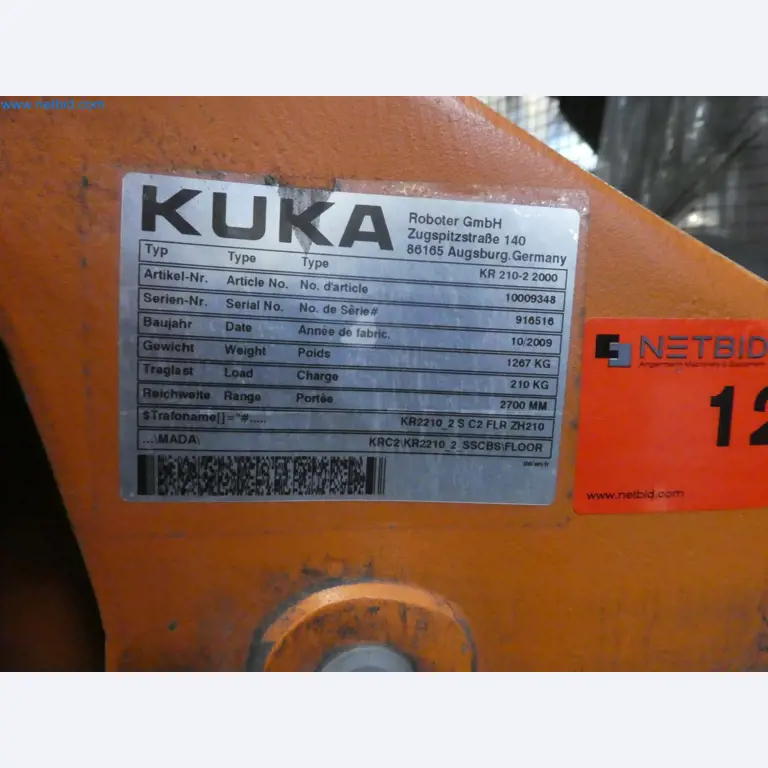 www.netbid.com
KUKA
Roboter GmbH
Zugspitzstraße 140
86165 Augsburg.Germany
Typ Type Type KR 210-2 2000
Artikel-Nr. Article No. No. d'article 10009348
Serien-Nr. Serial No. No. de Série# 916516
Baujahr Date Année de fabric. 10/2009
Gewicht Weight Poids 1267 KG
Traglast Load Charge 210 KG
Reichweite Range Portée 2700 MM
$Trafoname[]="#..... KR2210_2 S C2 FLR ZH210
...\MADA\ KRC2\KR2210_2_SSCBS\FLOOR
NETBID
Angermann Machinery & Equipment
12
www.netbid.com